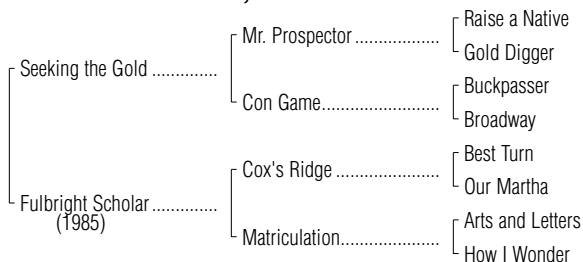 Raise a Native
Mr. Prospector ..................
Gold Digger
Seeking the Gold ..............
Buckpasser
Con Game.........................
Broadway
Best Turn
Cox's Ridge ......................
Our Martha
Fulbright Scholar ..............
(1985)
Arts and Letters
Matriculation.....................
How I Wonder